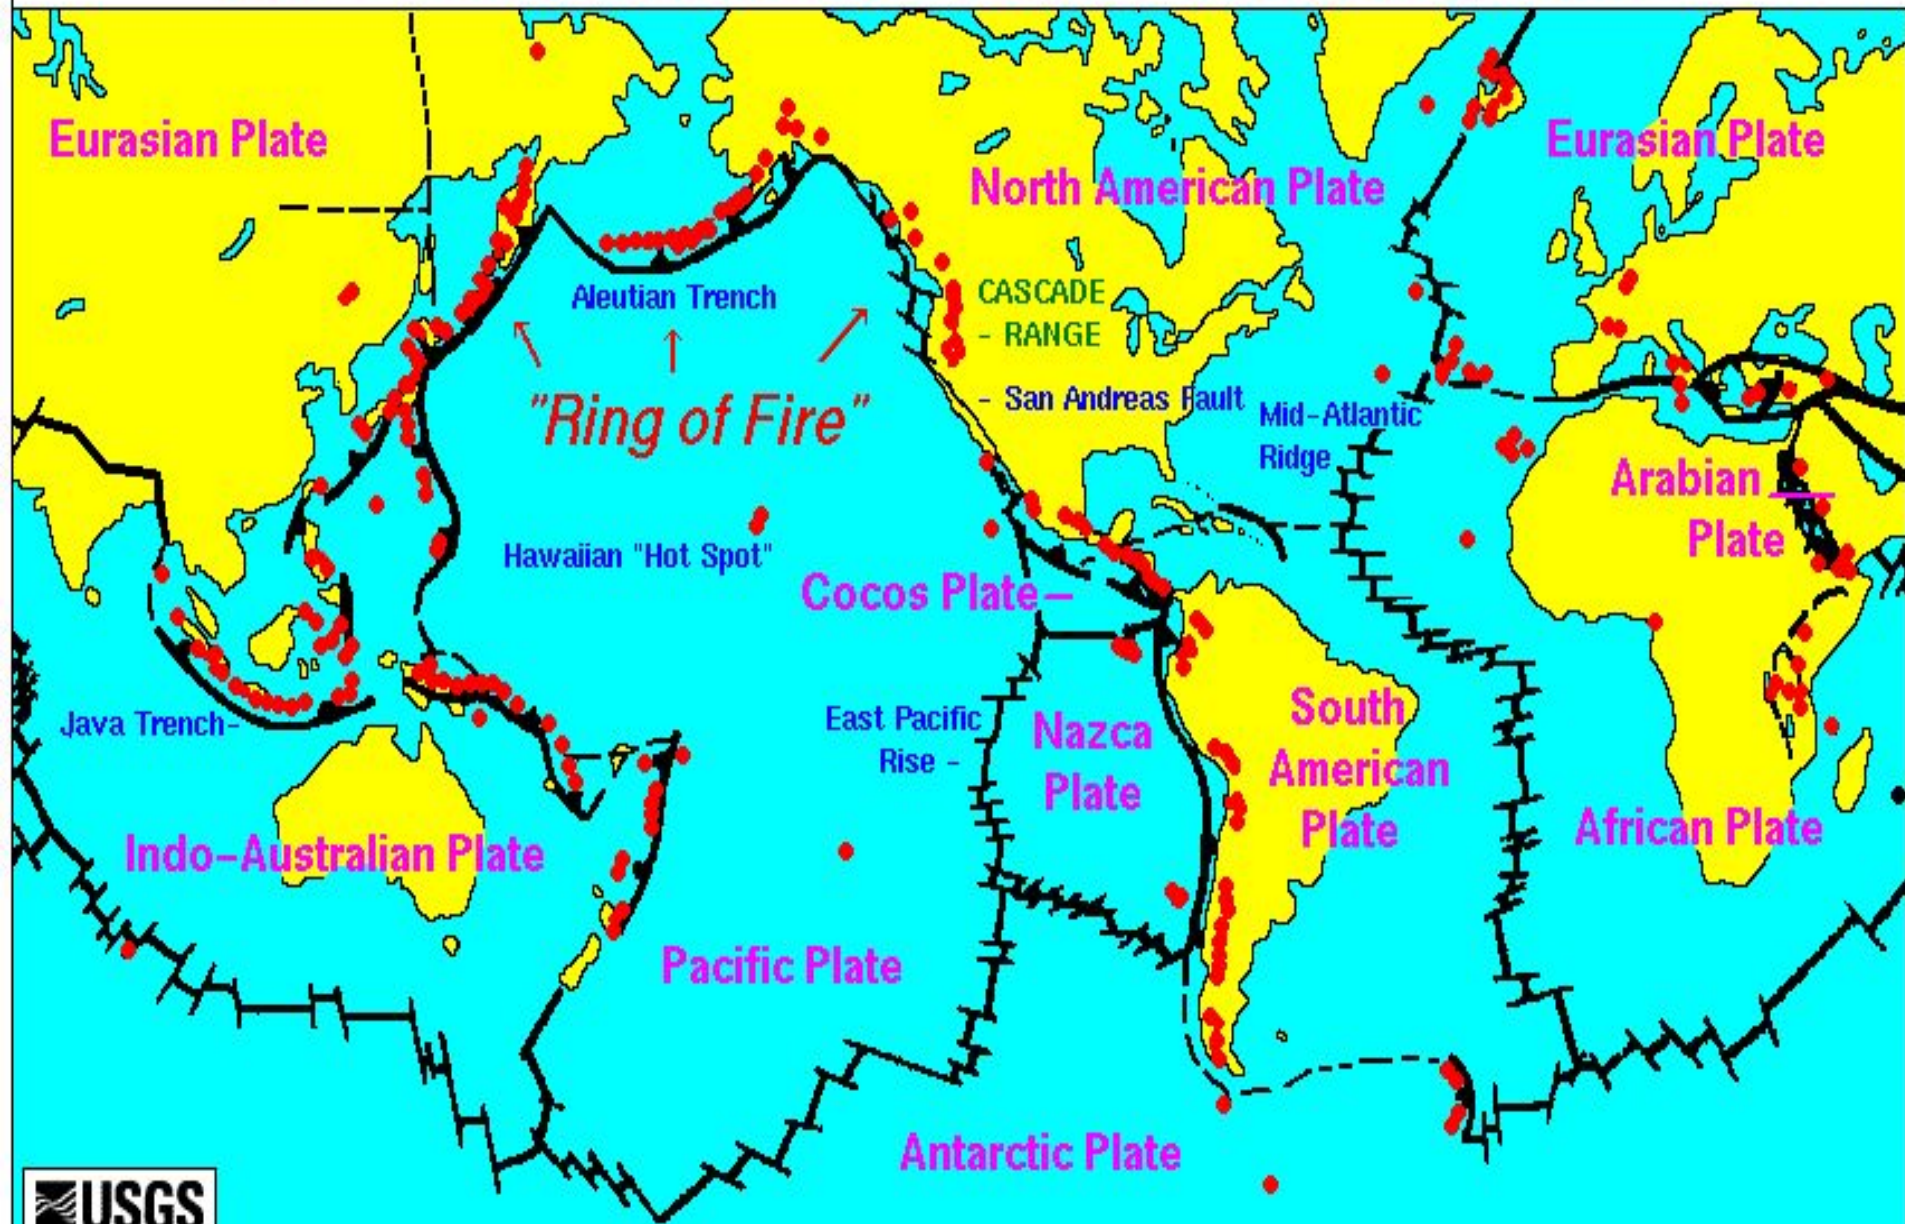 Eurasian Plate
Eurasian Plate
North American Plate
Aleutian Trench
CASCADE
- RANGE
"Ring of Fire"
- San Andreas Fault
Mid-Atlantic
Ridge
Arabian
Plate
Hawaiian "Hot Spot"
Cocos Plate
Java Trench-
East Pacific
Rise -
Nazca
Plate
South
American
Plate
Indo-Australian Plate
African Plate
Pacific Plate
Antarctic Plate
USGS